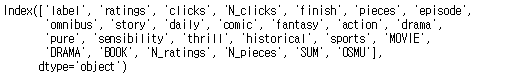 Index(['label', 'ratings', 'clicks', 'N_clicks', 'finish', 'pieces', 'episode',
'omnibus', 'story', 'daily', 'comic', 'fantasy', 'action', 'drama',
'pure', 'sensibility', 'thrill', 'historical', 'sports', 'MOVIE',
'DRAMA', 'BOOK', 'N_ratings', 'N_pieces', 'SUM', 'OSMU'],
dtype='object')